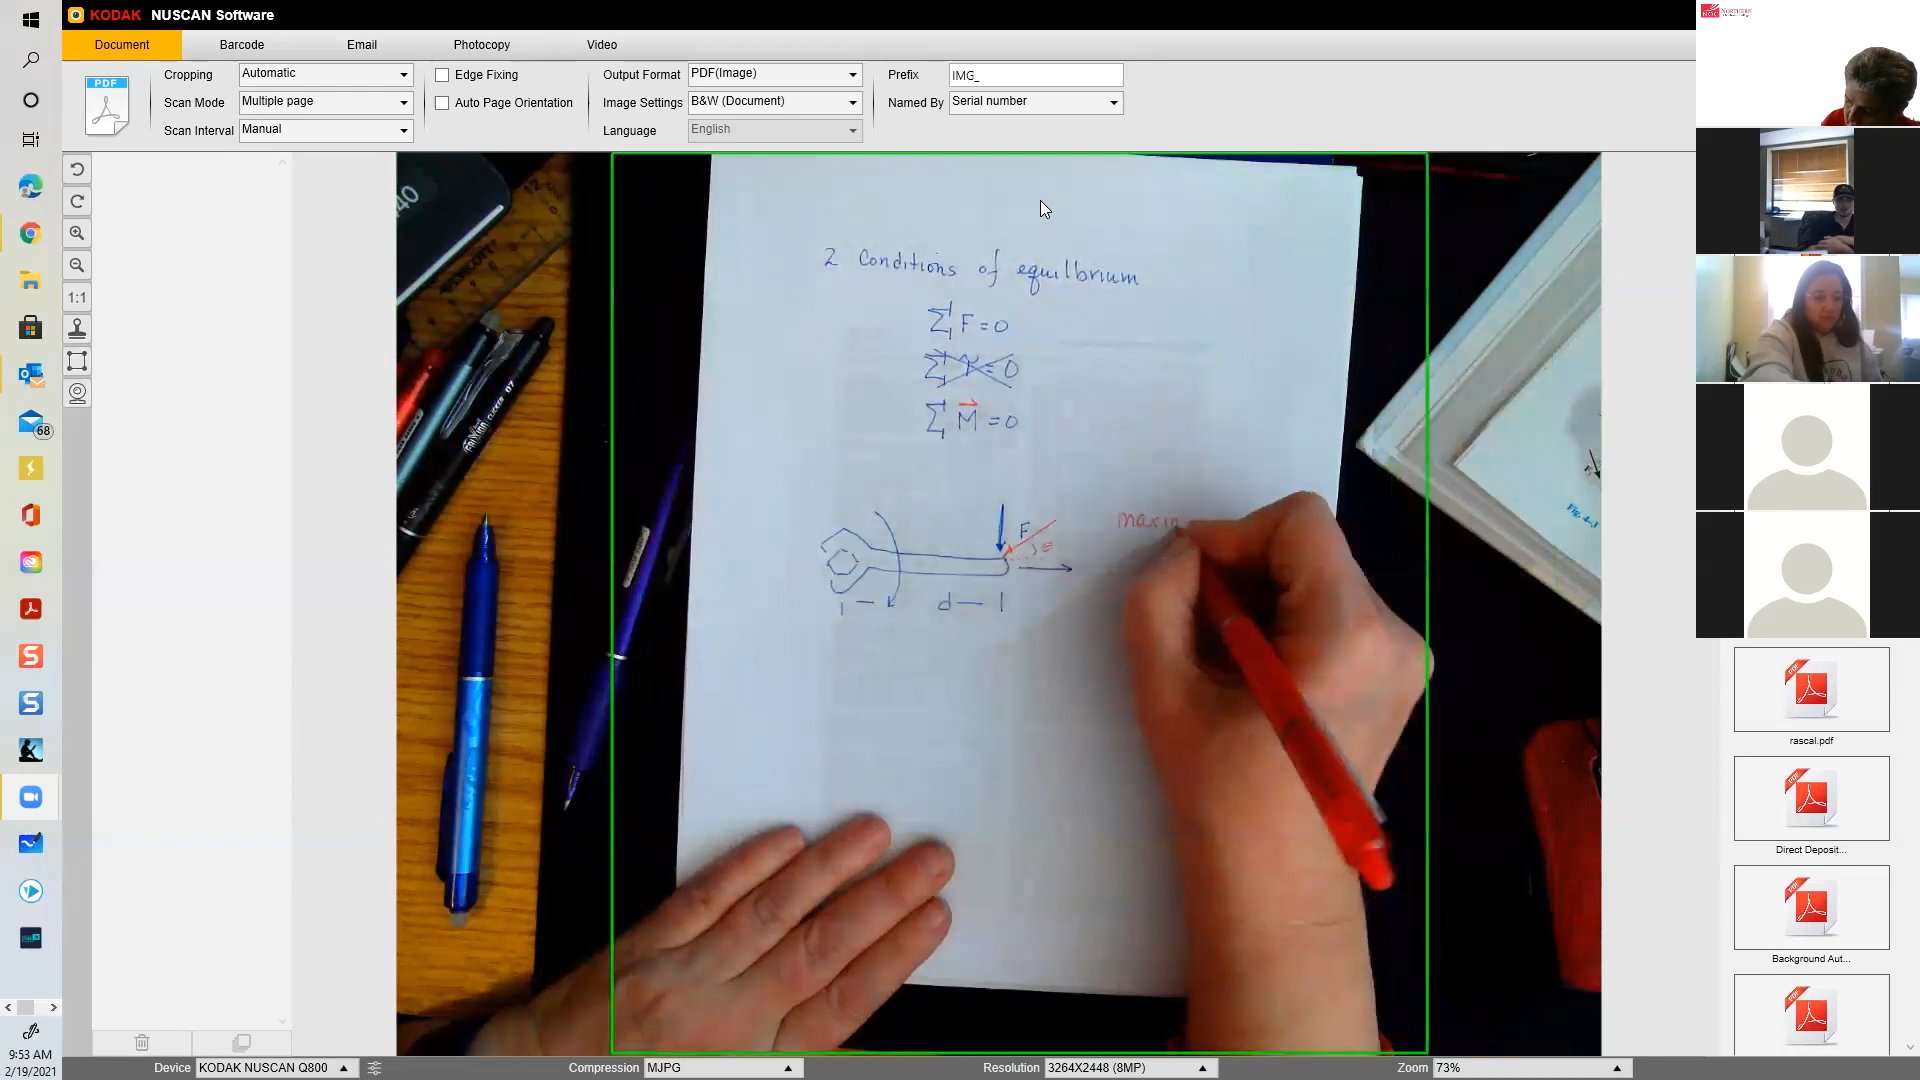 KODAK NUSCAN Software
Document Barcode Email Photocopy Video
PDF
Cropping Automatic
Scan Mode Multiple page
Scan Interval Manual
Edge Fixing
Auto Page Orientation
Output Format PDF(Image)
Image Settings B&W (Document)
Language English
Prefix IMG_
Named By Serial number
1:1
2 Conditions of equilbrium
Σ F = 0
Σ M = 0
F
θ
d
maxim
68
rascal.pdf
Direct Deposit...
Background Aut...
9:53 AM
2/19/2021
Device KODAK NUSCAN Q800
Compression MJPG
Resolution 3264X2448 (8MP)
Zoom 73%